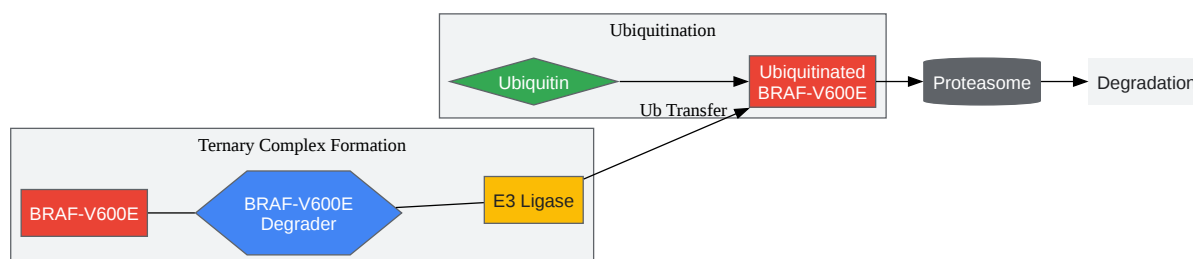 Ubiquitination
Ubiquitin
Ubiquitinated
BRAF-V600E
Proteasome
Degradation
Ub Transfer
Ternary Complex Formation
BRAF-V600E
BRAF-V600E
Degrader
E3 Ligase